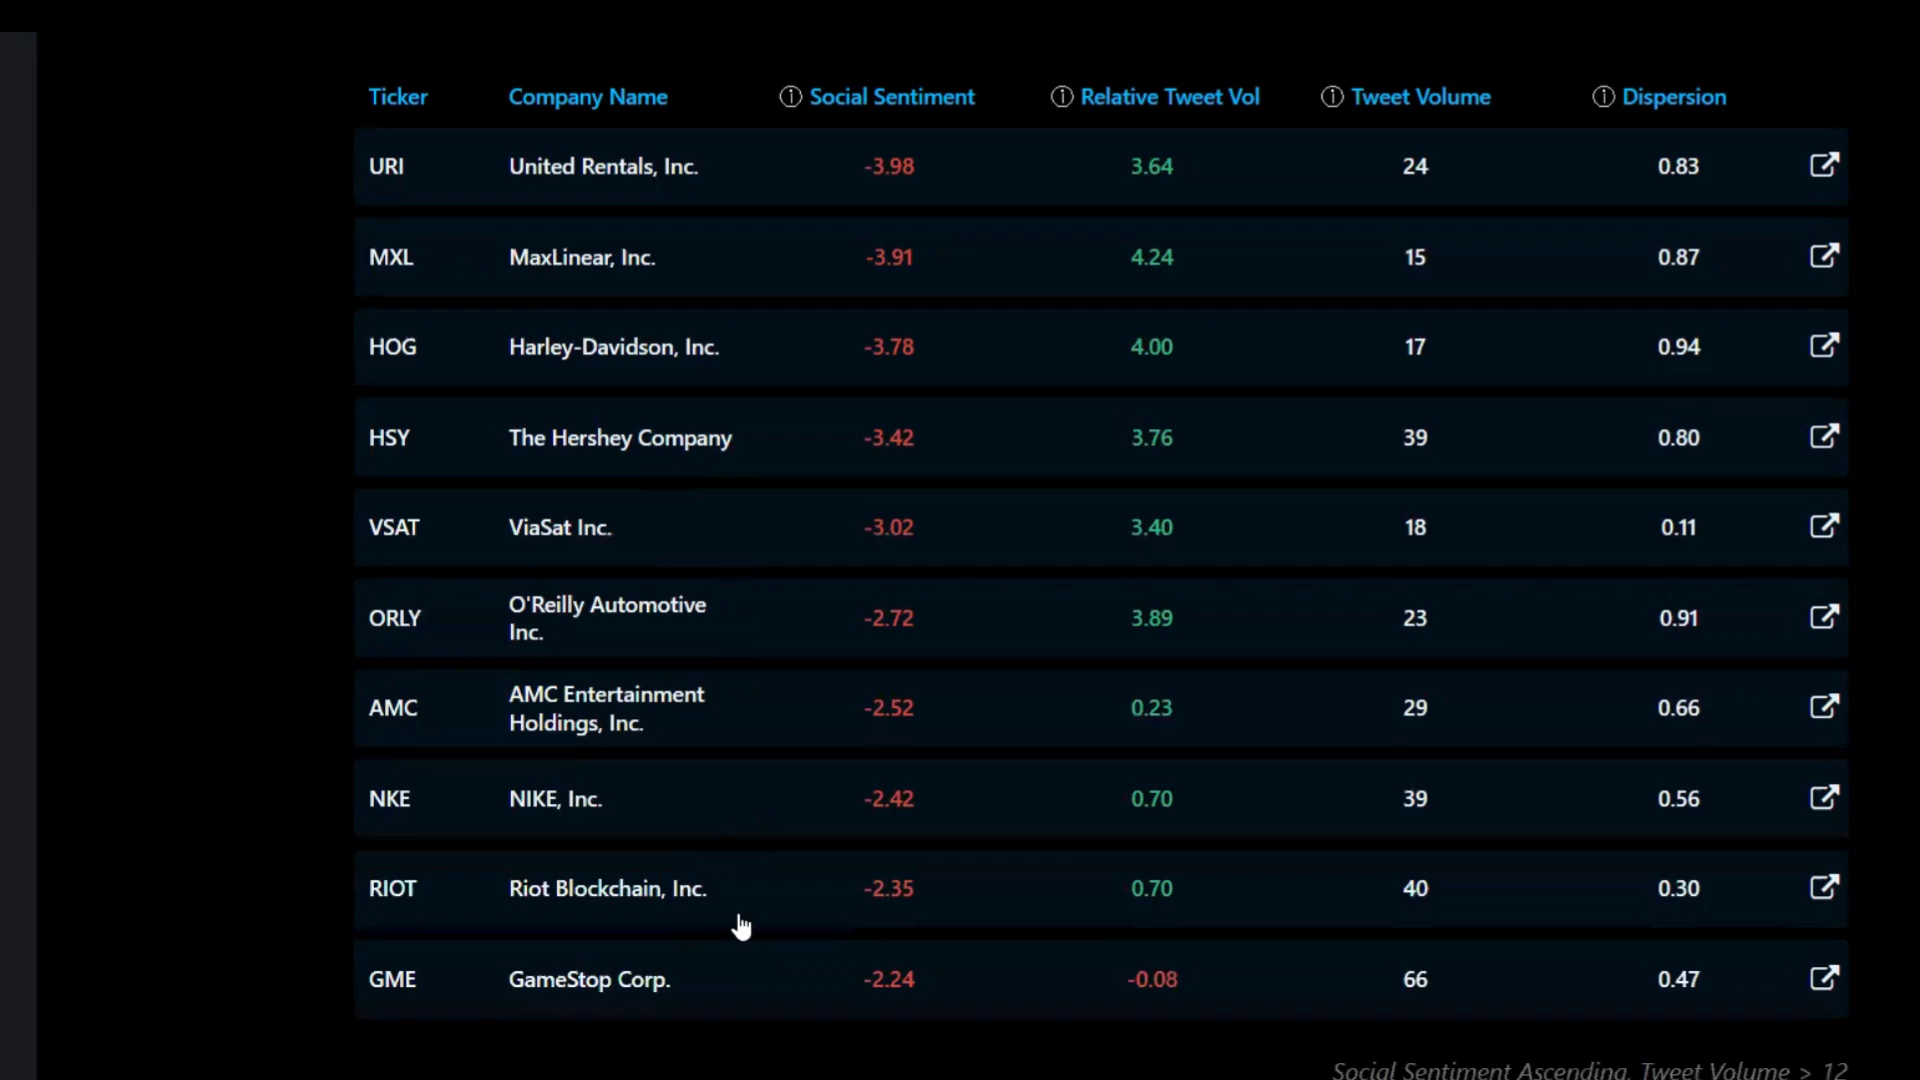 Ticker Company Name ⓘ Social Sentiment ⓘ Relative Tweet Vol ⓘ Tweet Volume ⓘ Dispersion
URI United Rentals, Inc. -3.98 3.64 24 0.83
MXL MaxLinear, Inc. -3.91 4.24 15 0.87
HOG Harley-Davidson, Inc. -3.78 4.00 17 0.94
HSY The Hershey Company -3.42 3.76 39 0.80
VSAT ViaSat Inc. -3.02 3.40 18 0.11
ORLY O'Reilly Automotive Inc. -2.72 3.89 23 0.91
AMC AMC Entertainment Holdings, Inc. -2.52 0.23 29 0.66
NKE NIKE, Inc. -2.42 0.70 39 0.56
RIOT Riot Blockchain, Inc. -2.35 0.70 40 0.30
GME GameStop Corp. -2.24 -0.08 66 0.47
Social Sentiment Ascending, Tweet Volume > 12